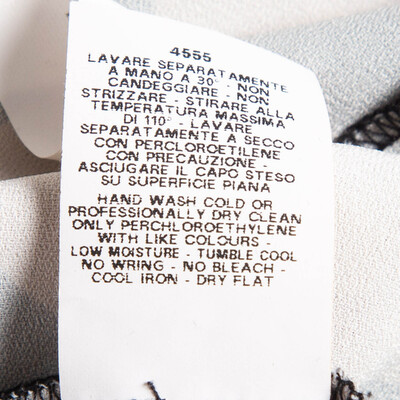 4555
LAVARE SEPARATAMENTE
A MANO A 30° - NON
CANDEGGIARE - NON
STRIZZARE - STIRARE ALLA
TEMPERATURA MASSIMA
DI 110° - LAVARE
SEPARATAMENTE A SECCO
CON PERCLOROETILENE
CON PRECAUZIONE -
ASCIUGARE IL CAPO STESO
SU SUPERFICIE PIANA
HAND WASH COLD OR
PROFESSIONALLY DRY CLEAN
ONLY PERCHLOROETHYLENE
WITH LIKE COLOURS -
LOW MOISTURE - TUMBLE COOL
NO WRING - NO BLEACH -
COOL IRON - DRY FLAT